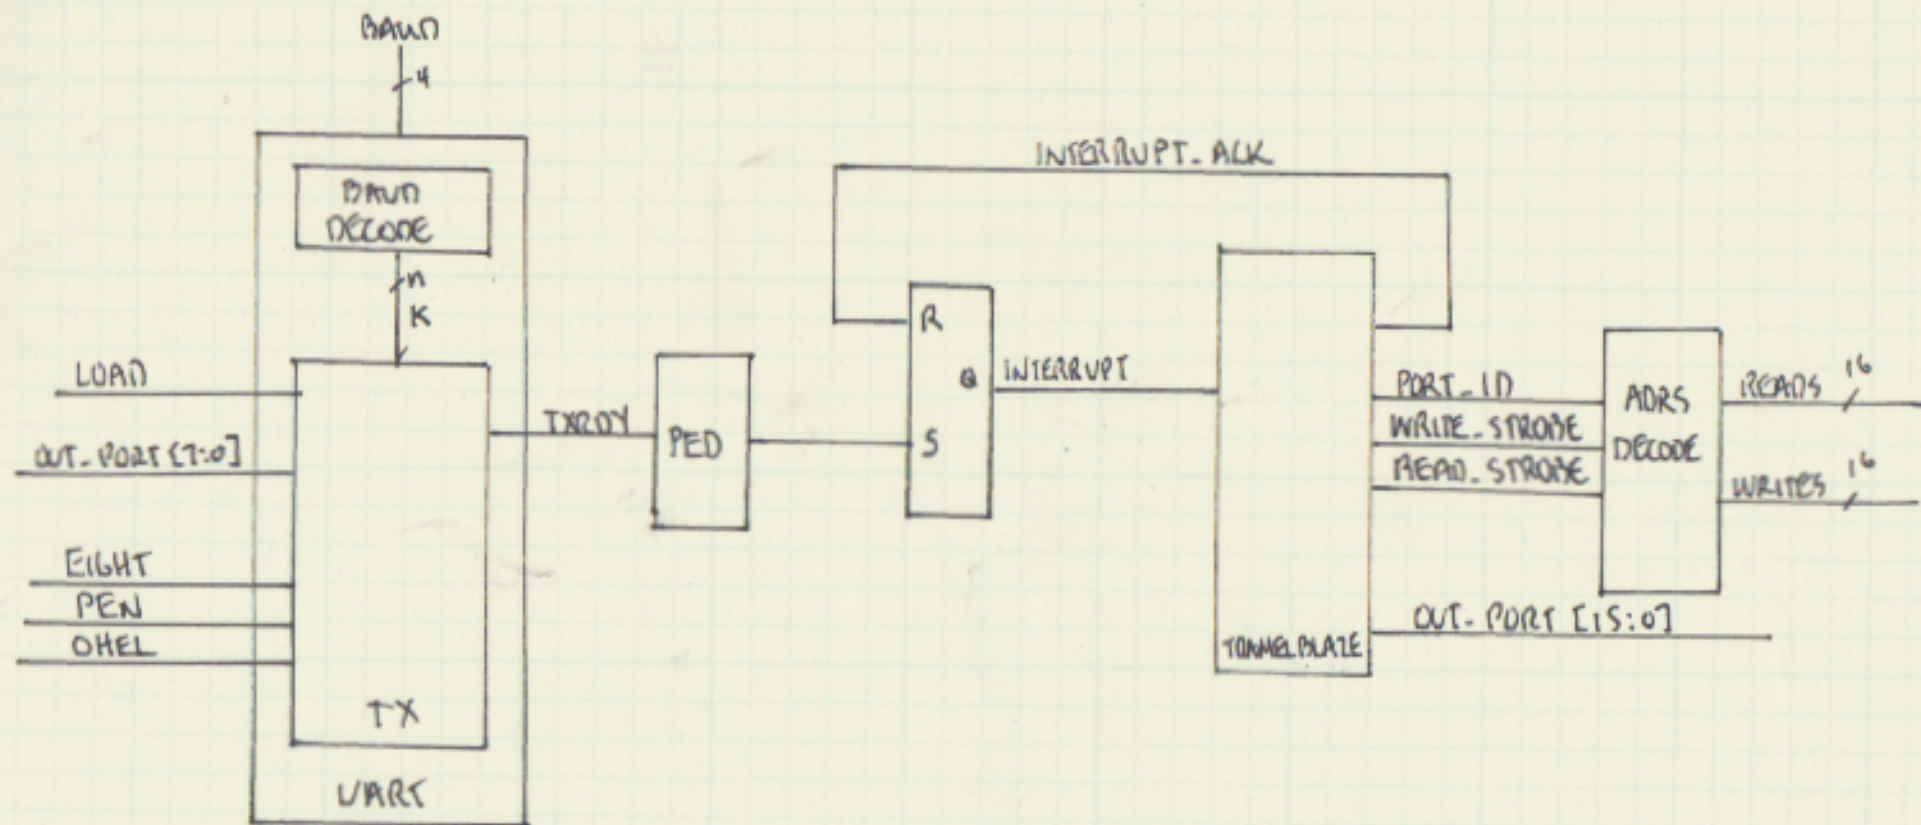 BAUD
4
BAUD
DECODE
n
K
LOAD
OUT_PORT [7:0]
EIGHT
PEN
OHEL
TX
UART
TXRDY
PED
INTERRUPT_ACK
R
Q
S
INTERRUPT
TRAMELBLAZE
PORT_ID
WRITE_STROBE
READ_STROBE
OUT_PORT [15:0]
ADRS
DECODE
READS 16
WRITES 16